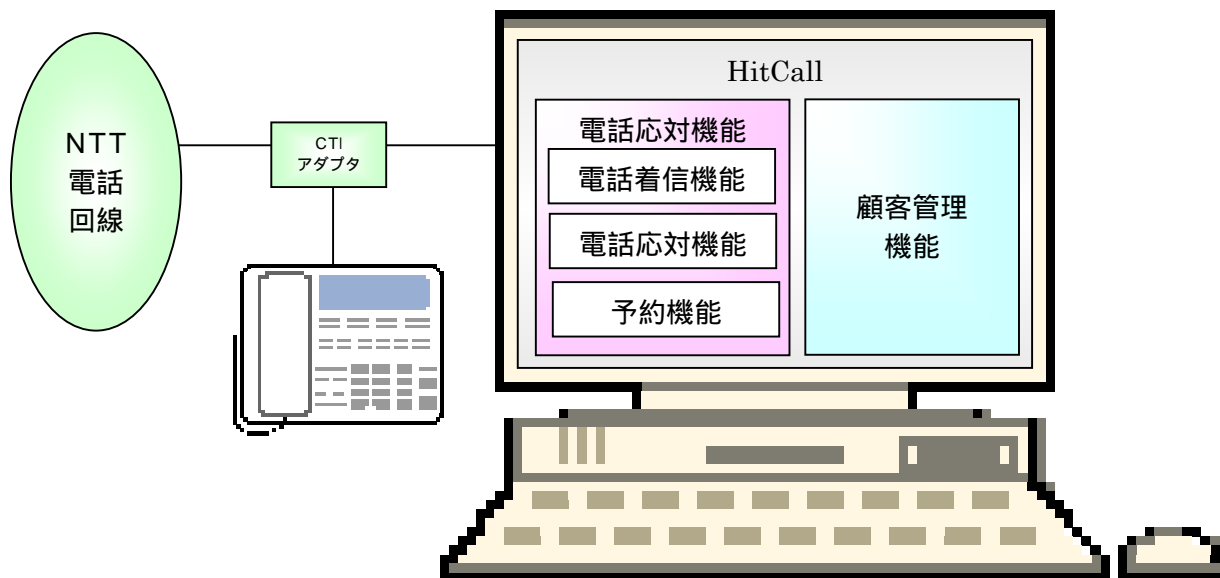 NTT
電話
回線
CTI
アダプタ
HitCall
電話応対機能
電話着信機能
電話応対機能
予約機能
顧客管理
機能